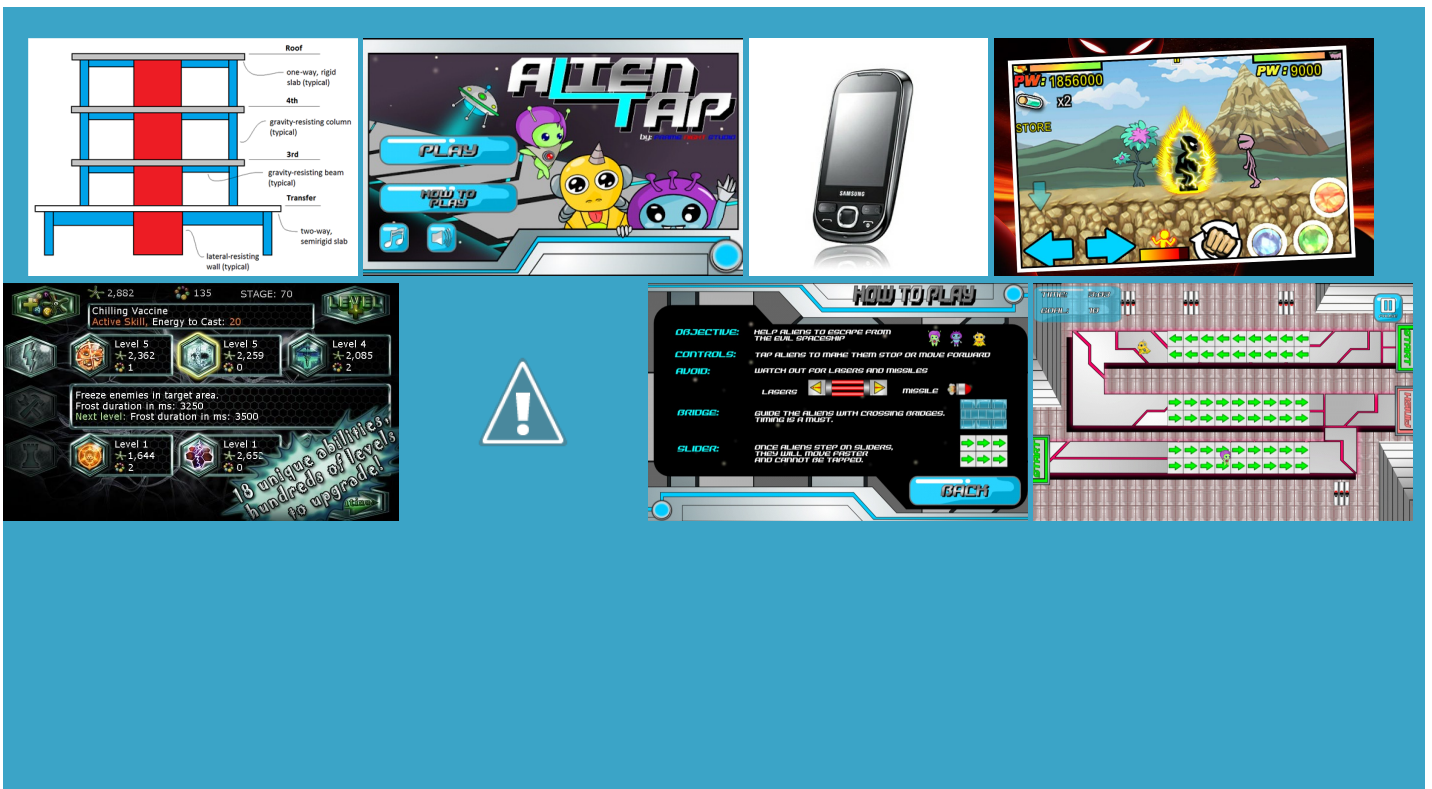 Roof
one-way, rigid
slab (typical)
4th
gravity-resisting column
(typical)
3rd
gravity-resisting beam
(typical)
Transfer
two-way,
semirigid slab
lateral-resisting
wall (typical)
ALIEN
TAP
by:
STUDIO
PLAY
HOW TO
PLAY
SAMSUNG
PW: 1856000
PW: 9000
x2
STORE
2,882
135
STAGE: 70
LEVEL
Chilling Vaccine
Active Skill, Energy to Cast: 20
Level 5
2,362
1
Level 5
2,259
0
Level 4
2,085
2
Freeze enemies in target area.
Frost duration in ms: 3250
Next level: Frost duration in ms: 3500
Level 1
1,644
2
Level 1
2,652
0
18 unique abilities,
hundreds of levels
to upgrade!
HOW TO PLAY
OBJECTIVE: HELP ALIENS TO ESCAPE FROM
THE EVIL SPACESHIP
CONTROLS: TAP ALIENS TO MAKE THEM STOP OR MOVE FORWARD
AVOID: WATCH OUT FOR LASERS AND MISSILES
LASERS MISSILE
BRIDGE: GUIDE THE ALIENS WITH CROSSING BRIDGES.
TIMING IS A MUST.
SLIDER: ONCE ALIENS STEP ON SLIDERS,
THEY WILL MOVE FASTER
AND CANNOT BE TAPPED.
BACK
START
START